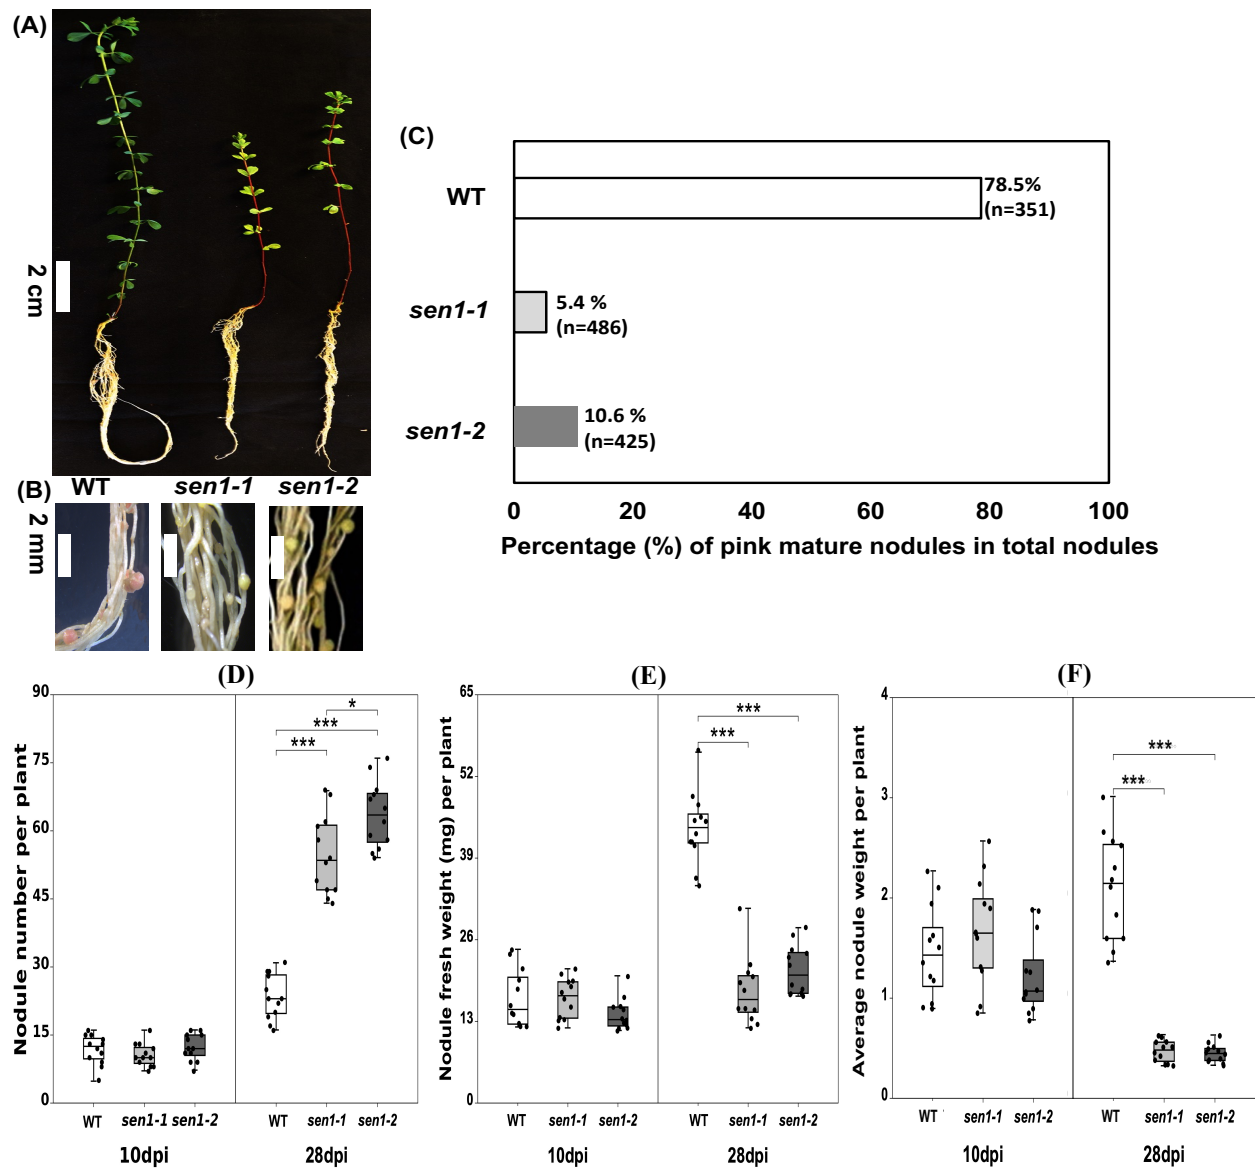 (A)
2 cm
WT
sen1-1
sen1-2
(B)
2 mm
(C)
WT
78.5%
(n=351)
sen1-1
5.4 %
(n=486)
sen1-2
10.6 %
(n=425)
0 20 40 60 80 100
Percentage (%) of pink mature nodules in total nodules
(D)
Nodule number per plant
90
75
60
45
30
15
0
*
***
***
WT sen1-1 sen1-2 WT sen1-1 sen1-2
10dpi 28dpi
(E)
Nodule fresh weight (mg) per plant
65
52
39
26
13
0
***
***
WT sen1-1 sen1-2 WT sen1-1 sen1-2
10dpi 28dpi
(F)
Average nodule weight per plant
4
3
2
1
0
***
***
WT sen1-1 sen1-2 WT sen1-1 sen1-2
10dpi 28dpi